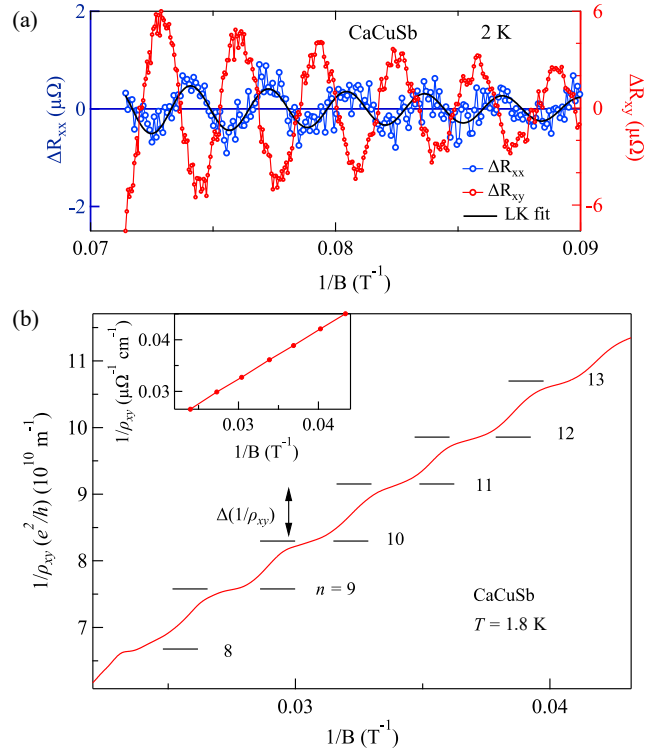 (a)
CaCuSb 2 K
2
0
-2
ΔR_xx (μΩ)
6
0
-6
ΔR_xy (μΩ)
ΔR_xx
ΔR_xy
LK fit
0.07 0.08 0.09
1/B (T⁻¹)
(b)
0.04
0.03
1/ρ_xy (μΩ⁻¹ cm⁻¹)
0.03 0.04
1/B (T⁻¹)
11
10
9
8
7
1/ρ_xy (e²/h) (10¹⁰ m⁻¹)
13
12
11
Δ(1/ρ_xy)
10
n = 9
8
CaCuSb
T = 1.8 K
0.03 0.04
1/B (T⁻¹)